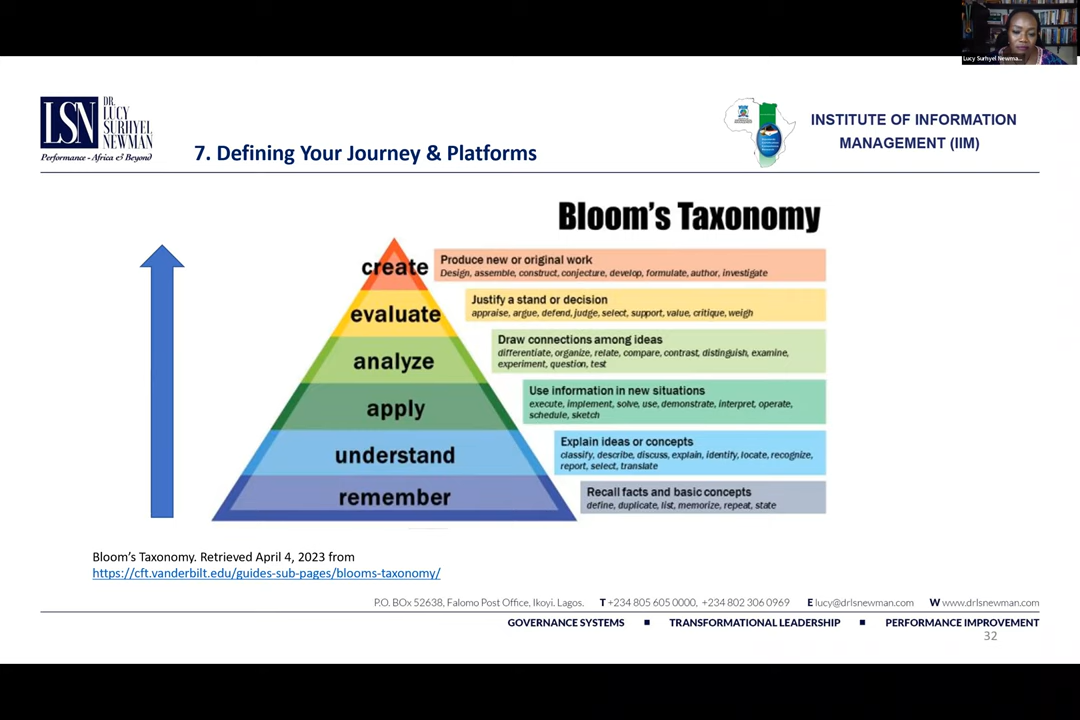 Lucy Surhyel Newma...
LSN
DR.
LUCY
SURHYEL
NEWMAN
Performance - Africa & Beyond
INSTITUTE OF INFORMATION
MANAGEMENT (IIM)
7. Defining Your Journey & Platforms
Bloom's Taxonomy
create
Produce new or original work
Design, assemble, construct, conjecture, develop, formulate, author, investigate
evaluate
Justify a stand or decision
appraise, argue, defend, judge, select, support, value, critique, weigh
analyze
Draw connections among ideas
differentiate, organize, relate, compare, contrast, distinguish, examine,
experiment, question, test
apply
Use information in new situations
execute, implement, solve, use, demonstrate, interpret, operate,
schedule, sketch
understand
Explain ideas or concepts
classify, describe, discuss, explain, identify, locate, recognize,
report, select, translate
remember
Recall facts and basic concepts
define, duplicate, list, memorize, repeat, state
Bloom's Taxonomy. Retrieved April 4, 2023 from
https://cft.vanderbilt.edu/guides-sub-pages/blooms-taxonomy/
P.O. BOx 52638, Falomo Post Office, Ikoyi. Lagos. T +234 805 605 0000, +234 802 306 0969 E lucy@drlsnewman.com W www.drlsnewman.com
GOVERNANCE SYSTEMS ■ TRANSFORMATIONAL LEADERSHIP ■ PERFORMANCE IMPROVEMENT
32